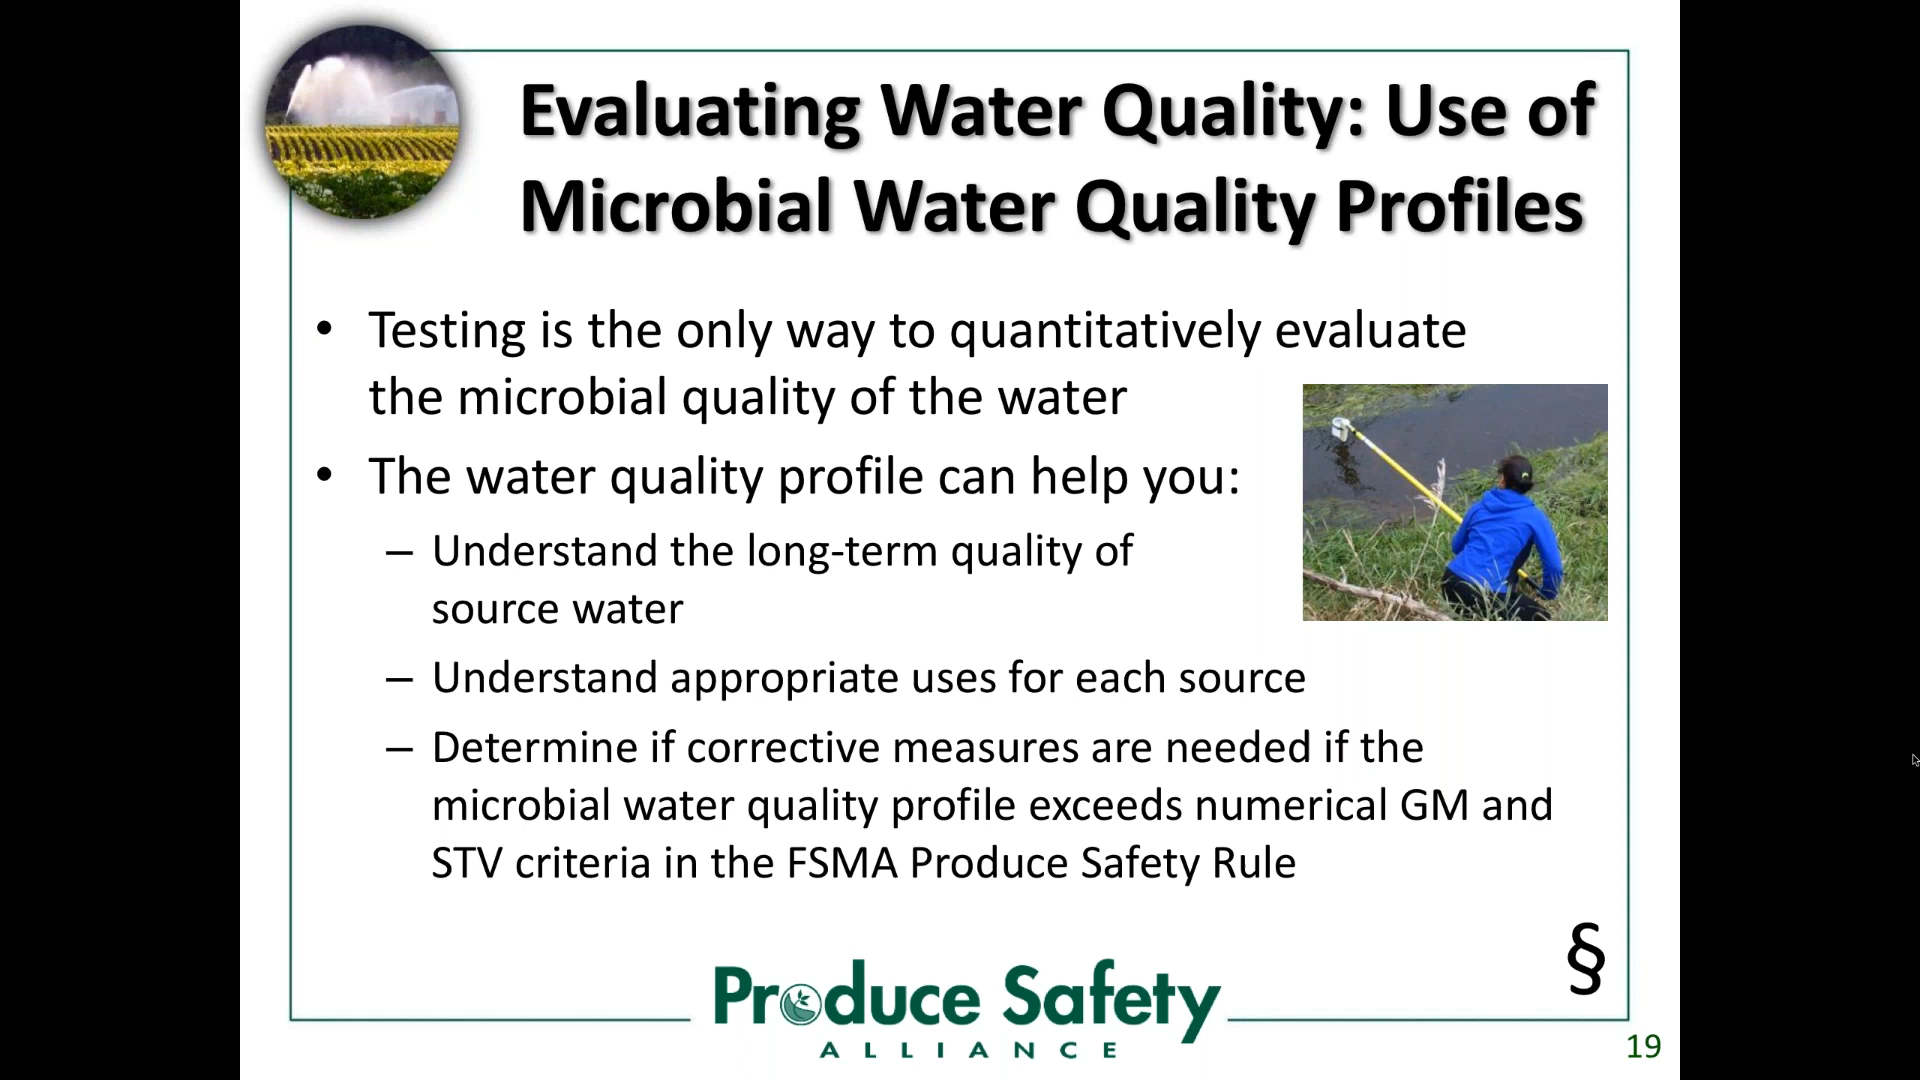 Evaluating Water Quality: Use of
Microbial Water Quality Profiles
• Testing is the only way to quantitatively evaluate
the microbial quality of the water
• The water quality profile can help you:
– Understand the long-term quality of
source water
– Understand appropriate uses for each source
– Determine if corrective measures are needed if the
microbial water quality profile exceeds numerical GM and
STV criteria in the FSMA Produce Safety Rule
§
Produce Safety
ALLIANCE
19